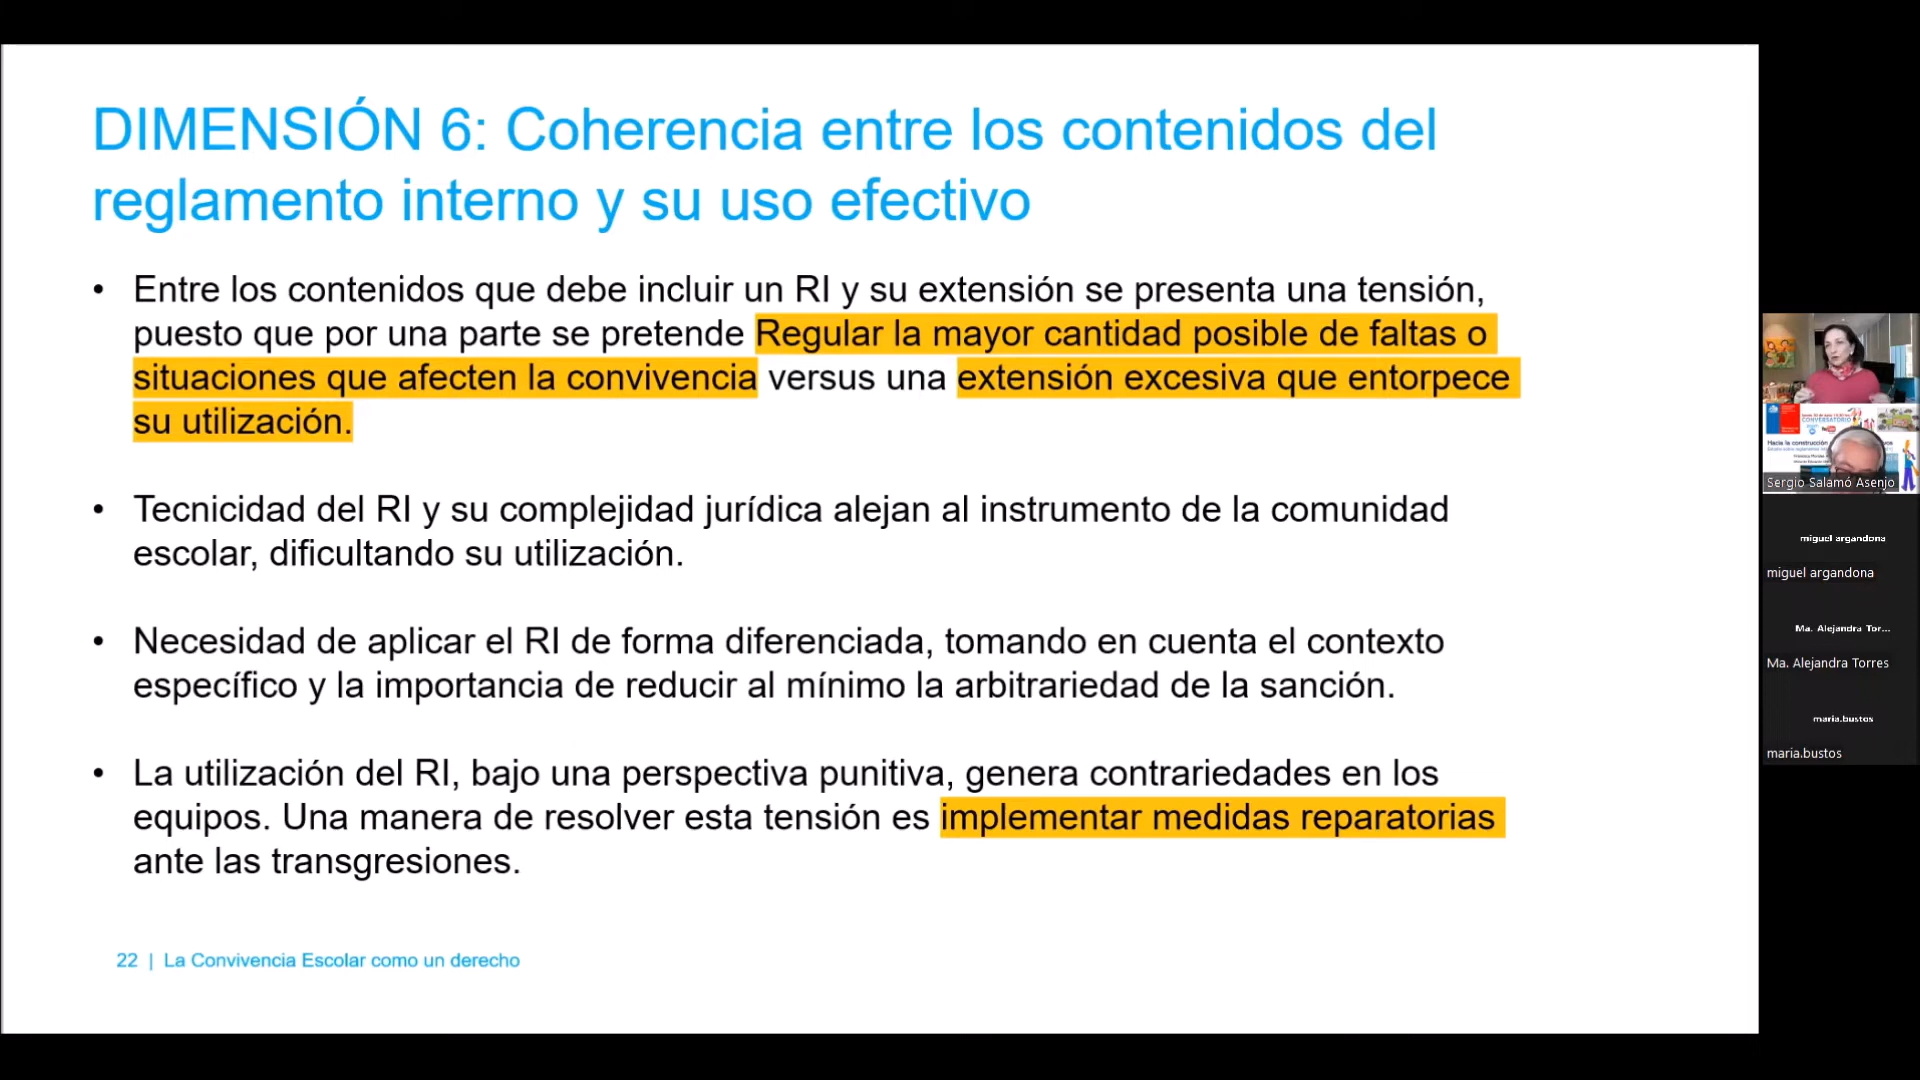 DIMENSIÓN 6: Coherencia entre los contenidos del
reglamento interno y su uso efectivo
• Entre los contenidos que debe incluir un RI y su extensión se presenta una tensión,
puesto que por una parte se pretende Regular la mayor cantidad posible de faltas o
situaciones que afecten la convivencia versus una extensión excesiva que entorpece
su utilización.
• Tecnicidad del RI y su complejidad jurídica alejan al instrumento de la comunidad
escolar, dificultando su utilización.
• Necesidad de aplicar el RI de forma diferenciada, tomando en cuenta el contexto
específico y la importancia de reducir al mínimo la arbitrariedad de la sanción.
• La utilización del RI, bajo una perspectiva punitiva, genera contrariedades en los
equipos. Una manera de resolver esta tensión es implementar medidas reparatorias
ante las transgresiones.
22 | La Convivencia Escolar como un derecho
CONVERSATORIO
Hacia la construcción
Sergio Salamó Asenjo
miguel argandona
miguel argandona
Ma. Alejandra Tor...
Ma. Alejandra Torres
maria.bustos
maria.bustos